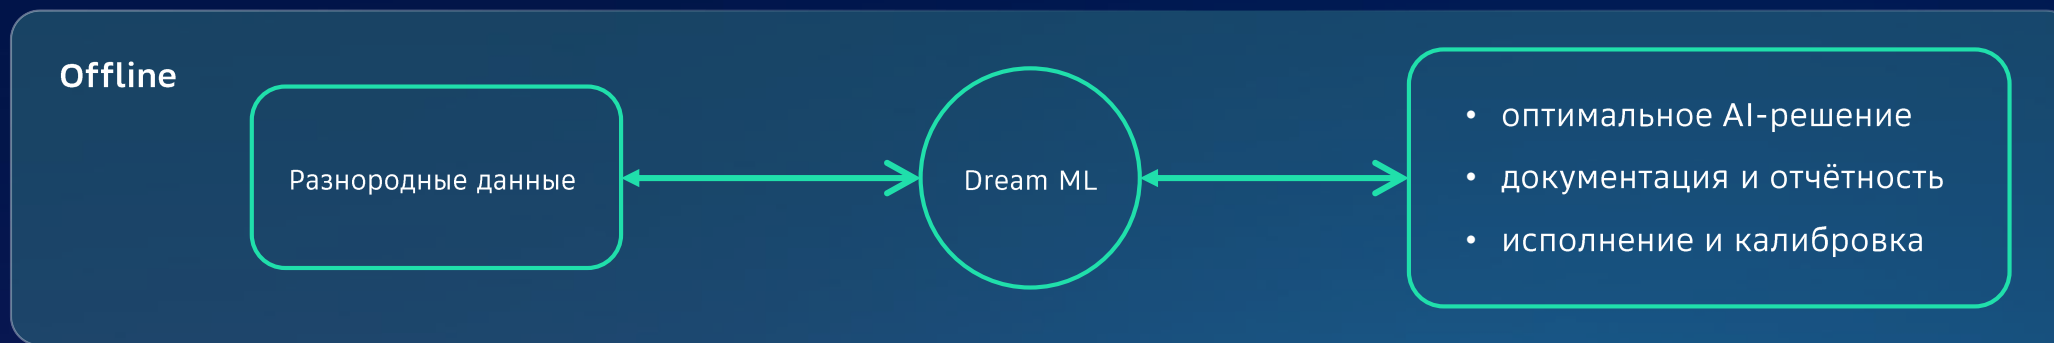 Offline
Разнородные данные
Dream ML
• оптимальное AI-решение
• документация и отчётность
• исполнение и калибровка